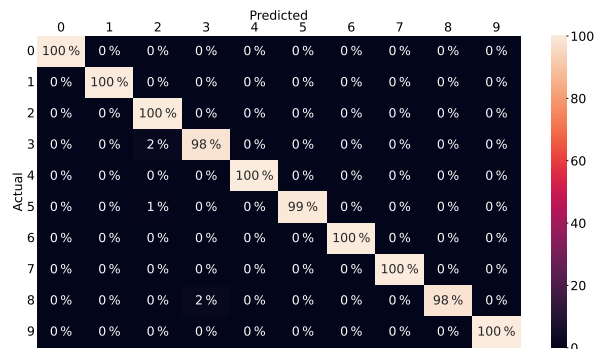 Predicted
0 1 2 3 4 5 6 7 8 9
0 100 % 0 % 0 % 0 % 0 % 0 % 0 % 0 % 0 % 0 %
1 0 % 100 % 0 % 0 % 0 % 0 % 0 % 0 % 0 % 0 %
2 0 % 0 % 100 % 0 % 0 % 0 % 0 % 0 % 0 % 0 %
3 0 % 0 % 2 % 98 % 0 % 0 % 0 % 0 % 0 % 0 %
4 0 % 0 % 0 % 0 % 100 % 0 % 0 % 0 % 0 % 0 %
5 0 % 0 % 1 % 0 % 0 % 99 % 0 % 0 % 0 % 0 %
6 0 % 0 % 0 % 0 % 0 % 0 % 100 % 0 % 0 % 0 %
7 0 % 0 % 0 % 0 % 0 % 0 % 0 % 100 % 0 % 0 %
8 0 % 0 % 0 % 2 % 0 % 0 % 0 % 0 % 98 % 0 %
9 0 % 0 % 0 % 0 % 0 % 0 % 0 % 0 % 0 % 100 %
Actual
100
80
60
40
20
0